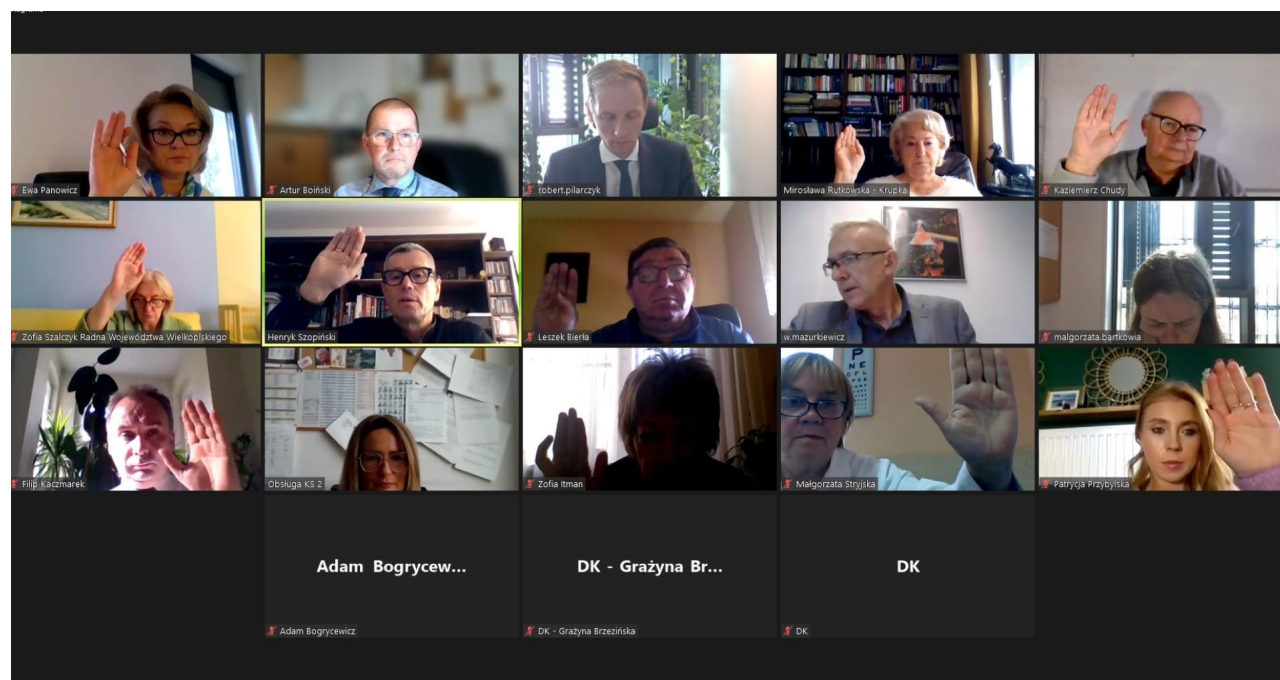 Ewa Panowicz
Artur Boiński
robert.pilarczyk
Mirosława Rutkowska - Krupka
Kaziemierz Chudy
Zofia Szalczyk Radna Województwa Wielkoplskiego
Henryk Szopiński
Leszek Bierła
w.mazurkiewicz
malgorzata.bartkowia
Filip Kaczmarek
Obsługa KS 2
Zofia Itman
Małgorzata Stryjska
Patrycja Przybylska
Adam Bogrycew...
DK - Grażyna Br...
DK
Adam Bogrycewicz
DK - Grażyna Brzezińska
DK